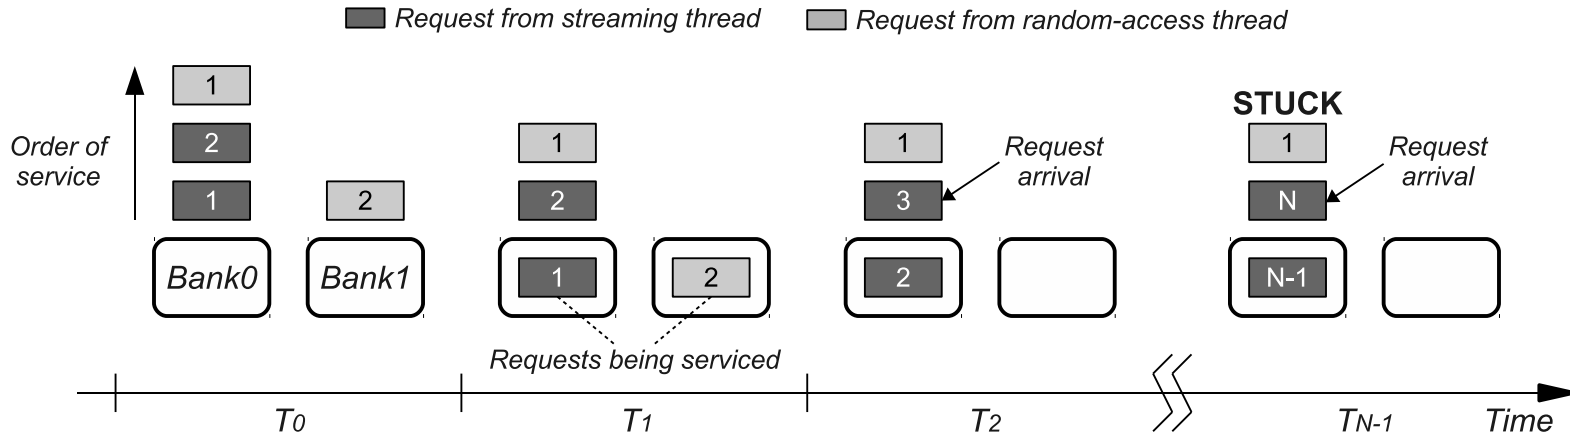 Request from streaming thread
Request from random-access thread
Order of
service
1
2
1
2
Bank0
Bank1
1
2
1
2
Requests being serviced
1
3
2
Request
arrival
STUCK
1
N
N-1
Request
arrival
T0
T1
T2
TN-1
Time